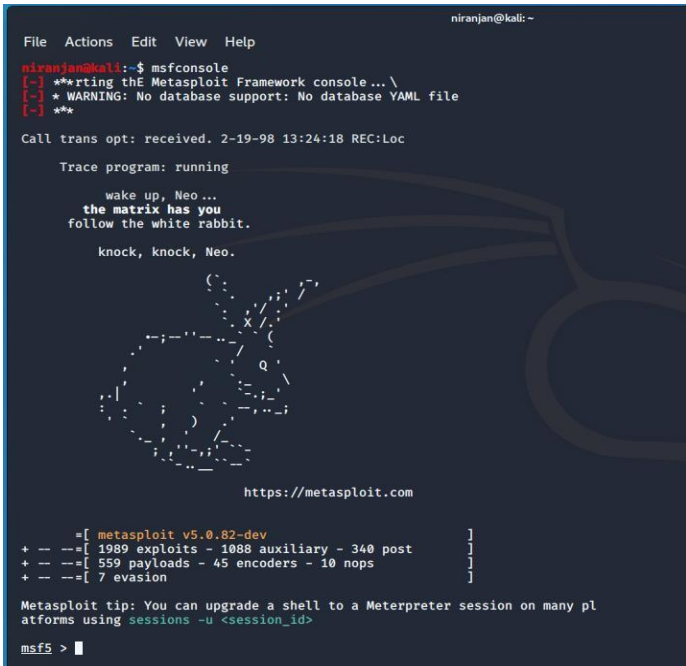 niranjan@kali: ~
File Actions Edit View Help
niranjan@kali:~$ msfconsole
[-] ***rting thE Metasploit Framework console...\
[-] * WARNING: No database support: No database YAML file
[-] ***
Call trans opt: received. 2-19-98 13:24:18 REC:Loc
Trace program: running
wake up, Neo...
the matrix has you
follow the white rabbit.
knock, knock, Neo.
https://metasploit.com
=[ metasploit v5.0.82-dev ]
+ -- --=[ 1989 exploits - 1088 auxiliary - 340 post ]
+ -- --=[ 559 payloads - 45 encoders - 10 nops ]
+ -- --=[ 7 evasion ]
Metasploit tip: You can upgrade a shell to a Meterpreter session on many pl
atforms using sessions -u <session_id>
msf5 >